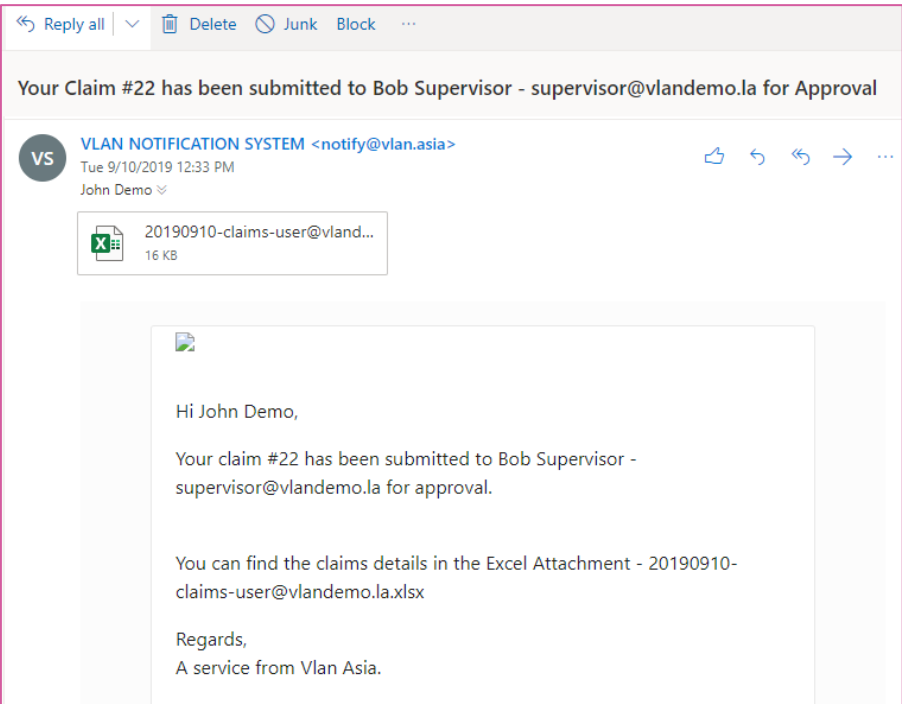 Reply all Delete Junk Block ...
Your Claim #22 has been submitted to Bob Supervisor - supervisor@vlandemo.la for Approval
VS
VLAN NOTIFICATION SYSTEM <notify@vlan.asia>
Tue 9/10/2019 12:33 PM
John Demo
20190910-claims-user@vland...
16 KB
Hi John Demo,
Your claim #22 has been submitted to Bob Supervisor -
supervisor@vlandemo.la for approval.
You can find the claims details in the Excel Attachment - 20190910-
claims-user@vlandemo.la.xlsx
Regards,
A service from Vlan Asia.